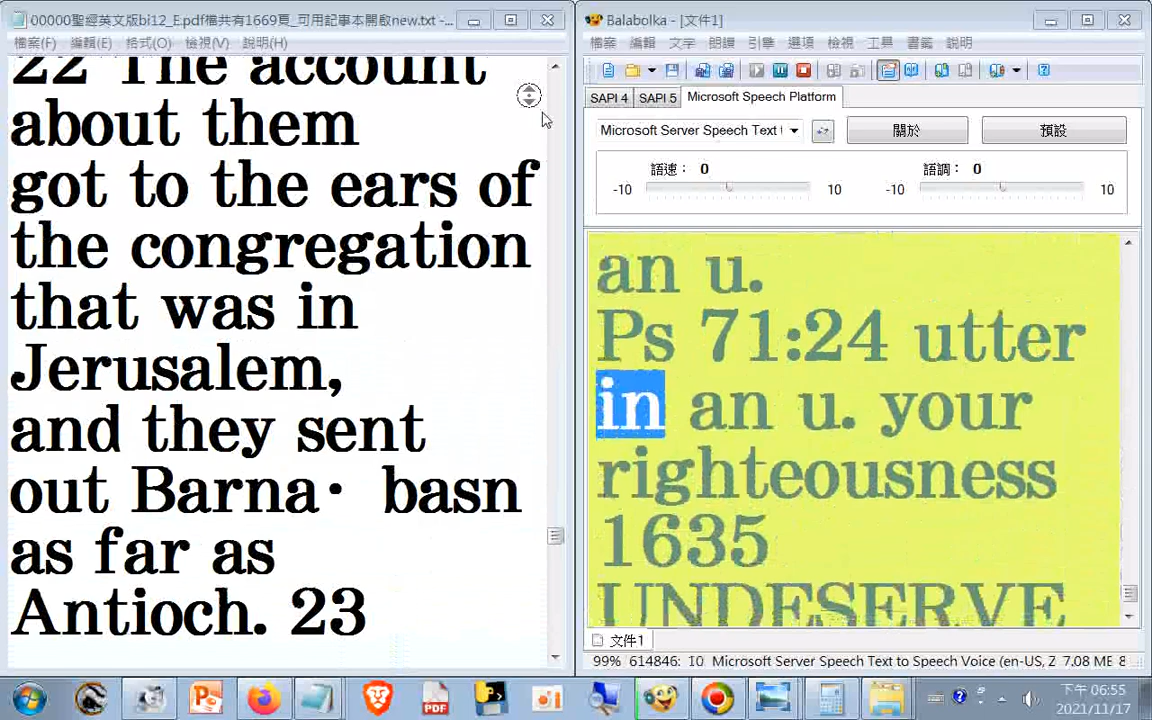 00000聖經英文版bi12_E.pdf檔共有1669頁_可用記事本開啟new.txt -...
檔案(F) 編輯(E) 格式(O) 檢視(V) 說明(H)
22 The account
about them
got to the ears of
the congregation
that was in
Jerusalem,
and they sent
out Barna· basn
as far as
Antioch. 23
Balabolka - [文件1]
檔案 編輯 文字 朗讀 引擎 選項 檢視 工具 書籤 說明
SAPI 4 SAPI 5 Microsoft Speech Platform
Microsoft Server Speech Text 關於 預設
語速： 0 語調： 0
-10 10 -10 10
an u.
Ps 71:24 utter
in an u. your
righteousness
1635
UNDESERVE
文件1
99% 614846: 10 Microsoft Server Speech Text to Speech Voice (en-US, Z 7.08 MB 8
PDF
下午 06:55
2021/11/17